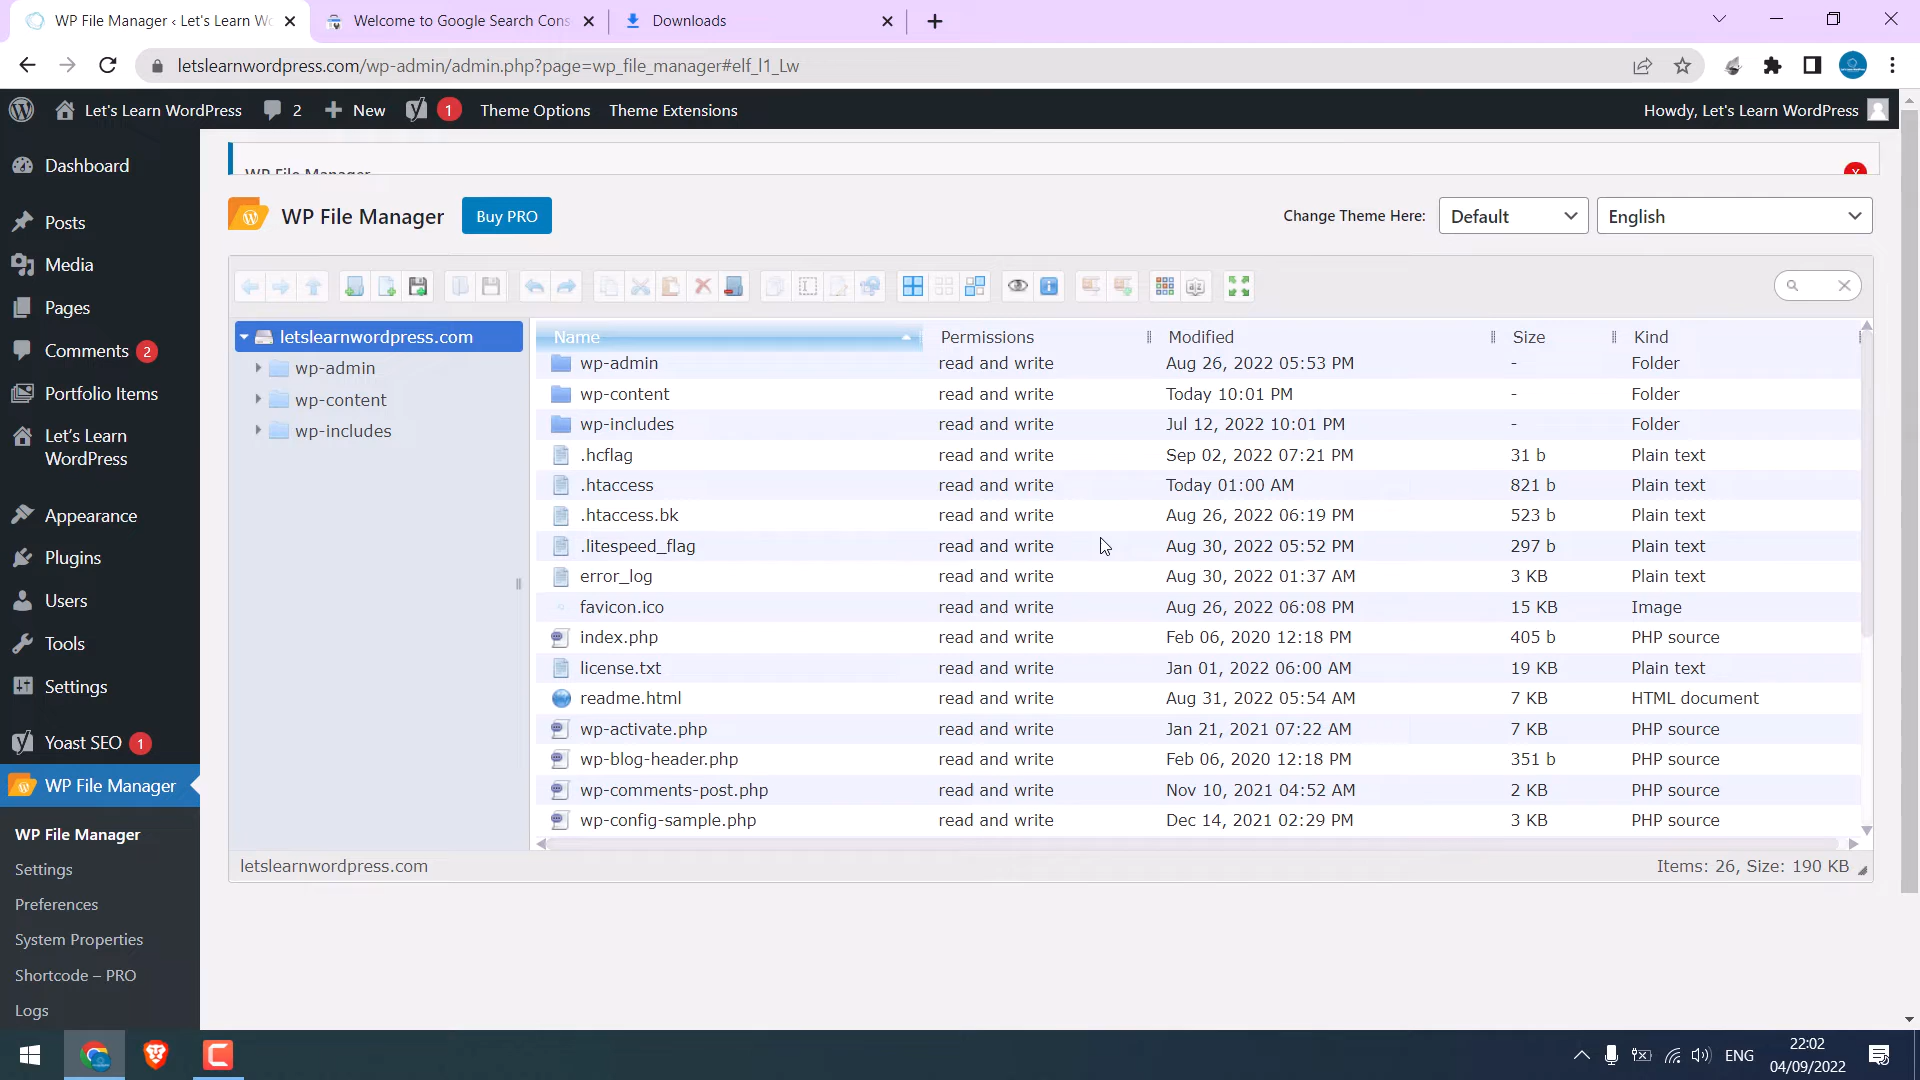 WP File Manager ‹ Let's Learn Wo
Welcome to Google Search Cons
Downloads
letslearnwordpress.com/wp-admin/admin.php?page=wp_file_manager#elf_l1_Lw
Let's Learn WordPress
2
New
1
Theme Options
Theme Extensions
Howdy, Let's Learn WordPress
Dashboard
Posts
Media
Pages
Comments 2
Portfolio Items
Let's Learn
WordPress
Appearance
Plugins
Users
Tools
Settings
Yoast SEO 1
WP File Manager
WP File Manager
Settings
Preferences
System Properties
Shortcode – PRO
Logs
WP File Manager
X
WP File Manager
Buy PRO
Change Theme Here:
Default
English
letslearnwordpress.com
wp-admin
wp-content
wp-includes
Name Permissions Modified Size Kind
wp-admin read and write Aug 26, 2022 05:53 PM - Folder
wp-content read and write Today 10:01 PM - Folder
wp-includes read and write Jul 12, 2022 10:01 PM - Folder
.hcflag read and write Sep 02, 2022 07:21 PM 31 b Plain text
.htaccess read and write Today 01:00 AM 821 b Plain text
.htaccess.bk read and write Aug 26, 2022 06:19 PM 523 b Plain text
.litespeed_flag read and write Aug 30, 2022 05:52 PM 297 b Plain text
error_log read and write Aug 30, 2022 01:37 AM 3 KB Plain text
favicon.ico read and write Aug 26, 2022 06:08 PM 15 KB Image
index.php read and write Feb 06, 2020 12:18 PM 405 b PHP source
license.txt read and write Jan 01, 2022 06:00 AM 19 KB Plain text
readme.html read and write Aug 31, 2022 05:54 AM 7 KB HTML document
wp-activate.php read and write Jan 21, 2021 07:22 AM 7 KB PHP source
wp-blog-header.php read and write Feb 06, 2020 12:18 PM 351 b PHP source
wp-comments-post.php read and write Nov 10, 2021 04:52 AM 2 KB PHP source
wp-config-sample.php read and write Dec 14, 2021 02:29 PM 3 KB PHP source
letslearnwordpress.com
Items: 26, Size: 190 KB
ENG
22:02
04/09/2022